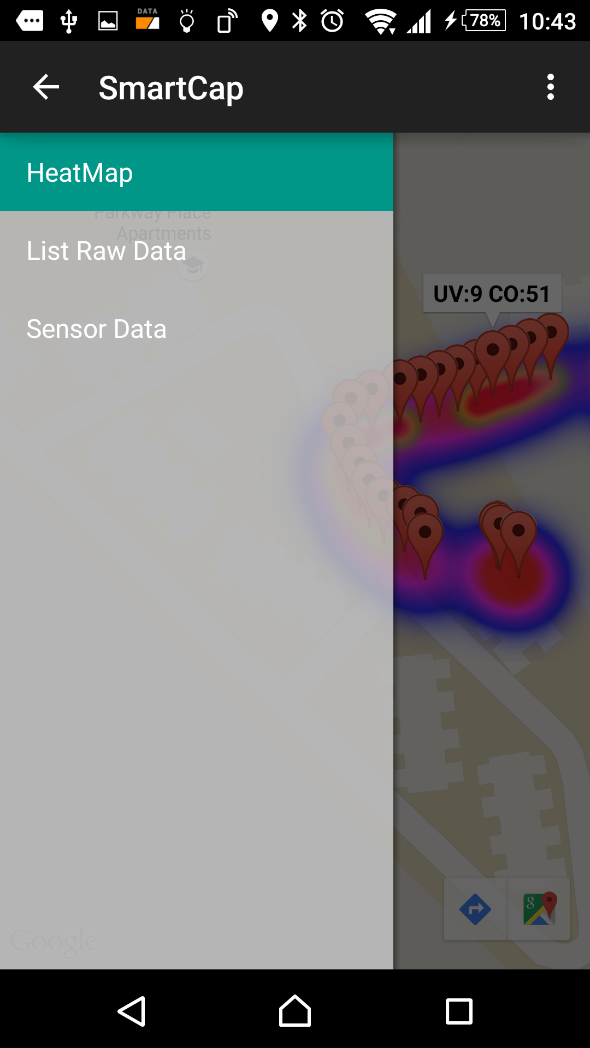 DATA
78%
10:43
SmartCap
HeatMap
Parkway Place
Apartments
List Raw Data
UV:9 CO:51
Sensor Data
8
Google